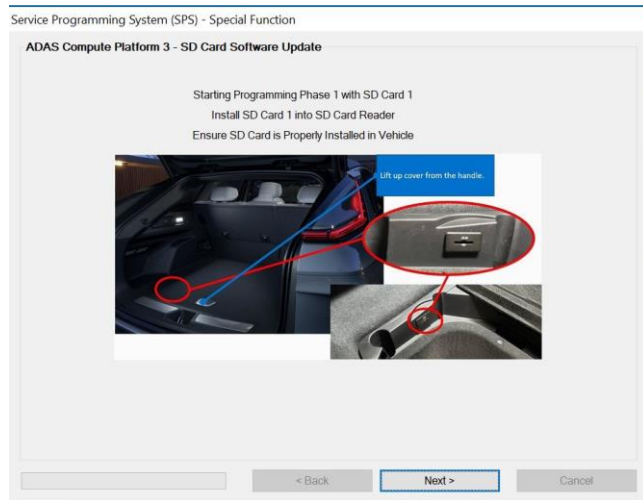 Service Programming System (SPS) - Special Function
ADAS Compute Platform 3 - SD Card Software Update
Starting Programming Phase 1 with SD Card 1
Install SD Card 1 into SD Card Reader
Ensure SD Card is Properly Installed in Vehicle
Lift up cover from the handle.
< Back
Next >
Cancel